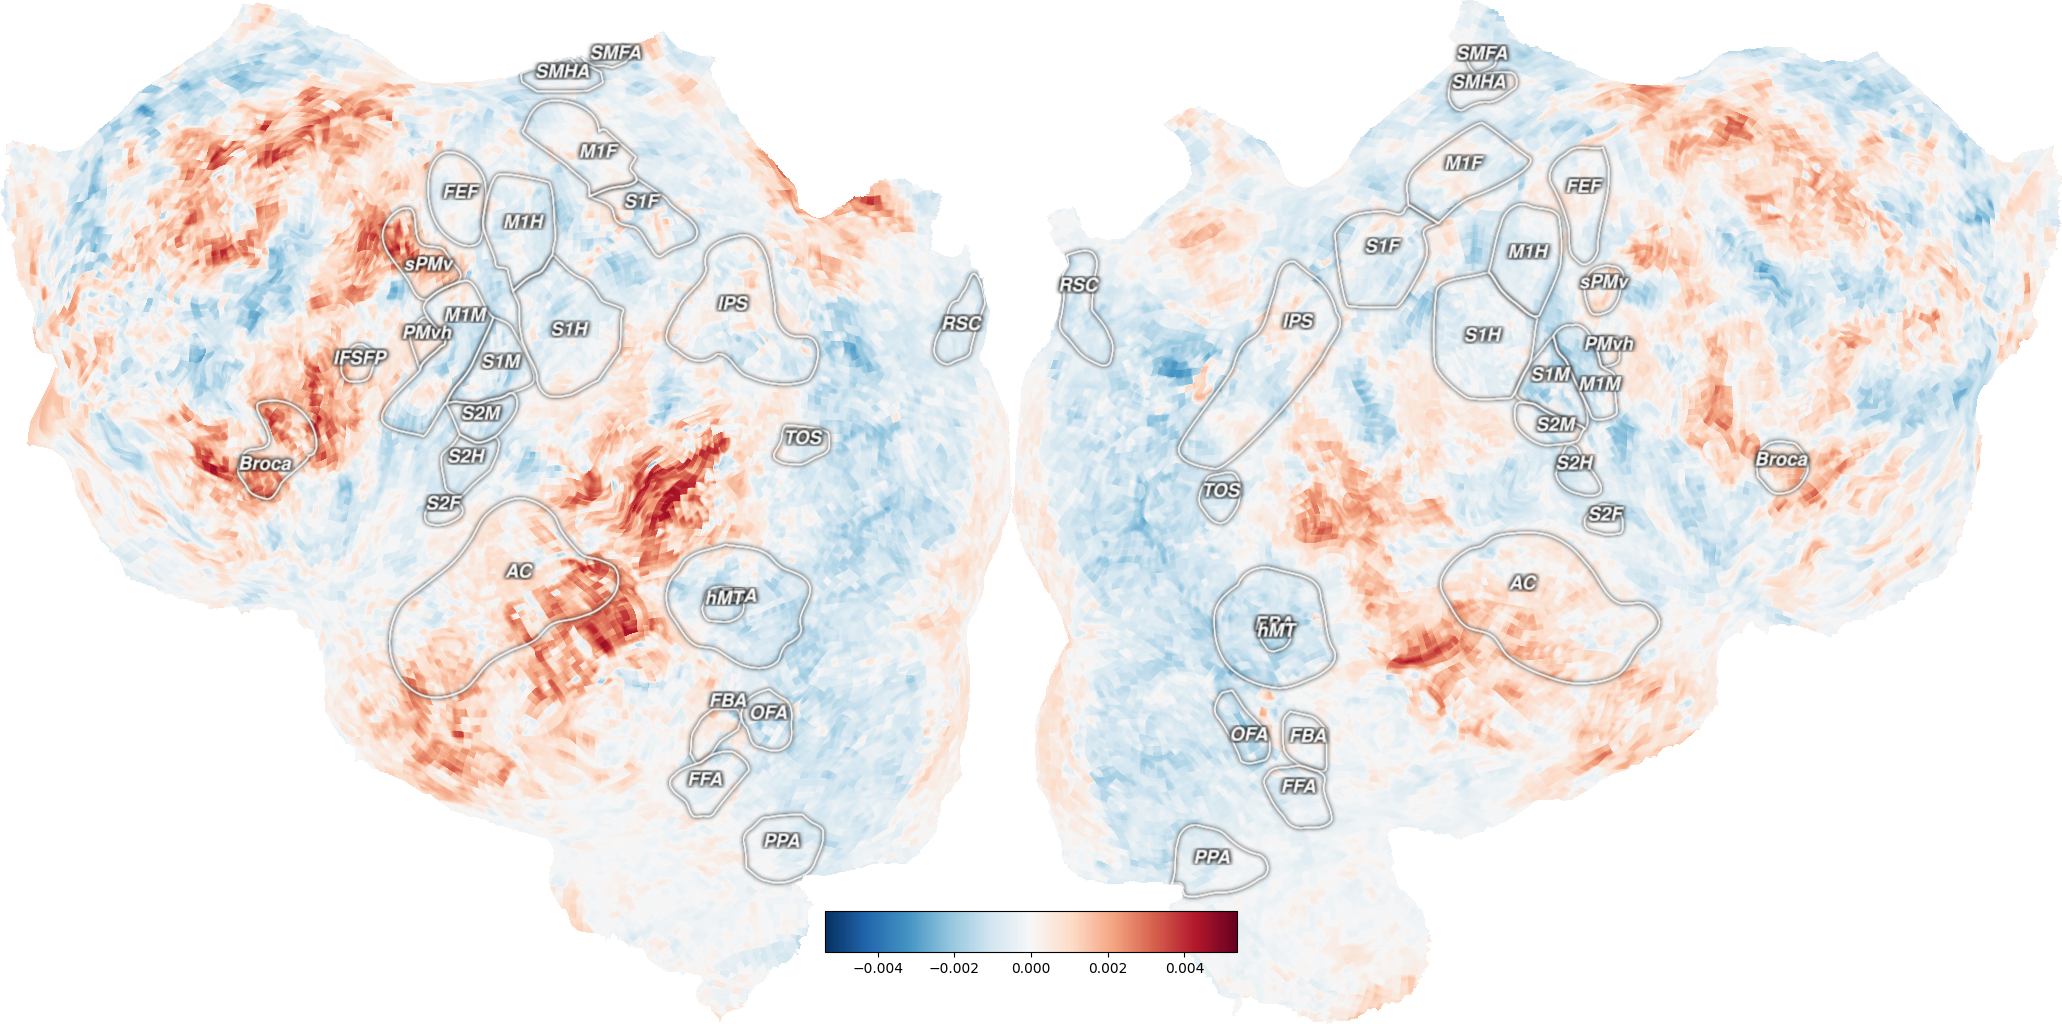 SMFA
SMHA
M1F
FEF
M1H
S1F
sPMv
IPS
M1M
PMvh
S1H
RSC
IFSFP
S1M
S2M
Broca
S2H
TOS
S2F
AC
hMT
FBA
OFA
FFA
PPA
SMFA
SMHA
M1F
FEF
S1F
M1H
RSC
sPMv
IPS
S1H
PMvh
S1M
M1M
S2M
Broca
S2H
TOS
S2F
AC
hMT
OFA
FBA
FFA
PPA
−0.004 −0.002 0.000 0.002 0.004